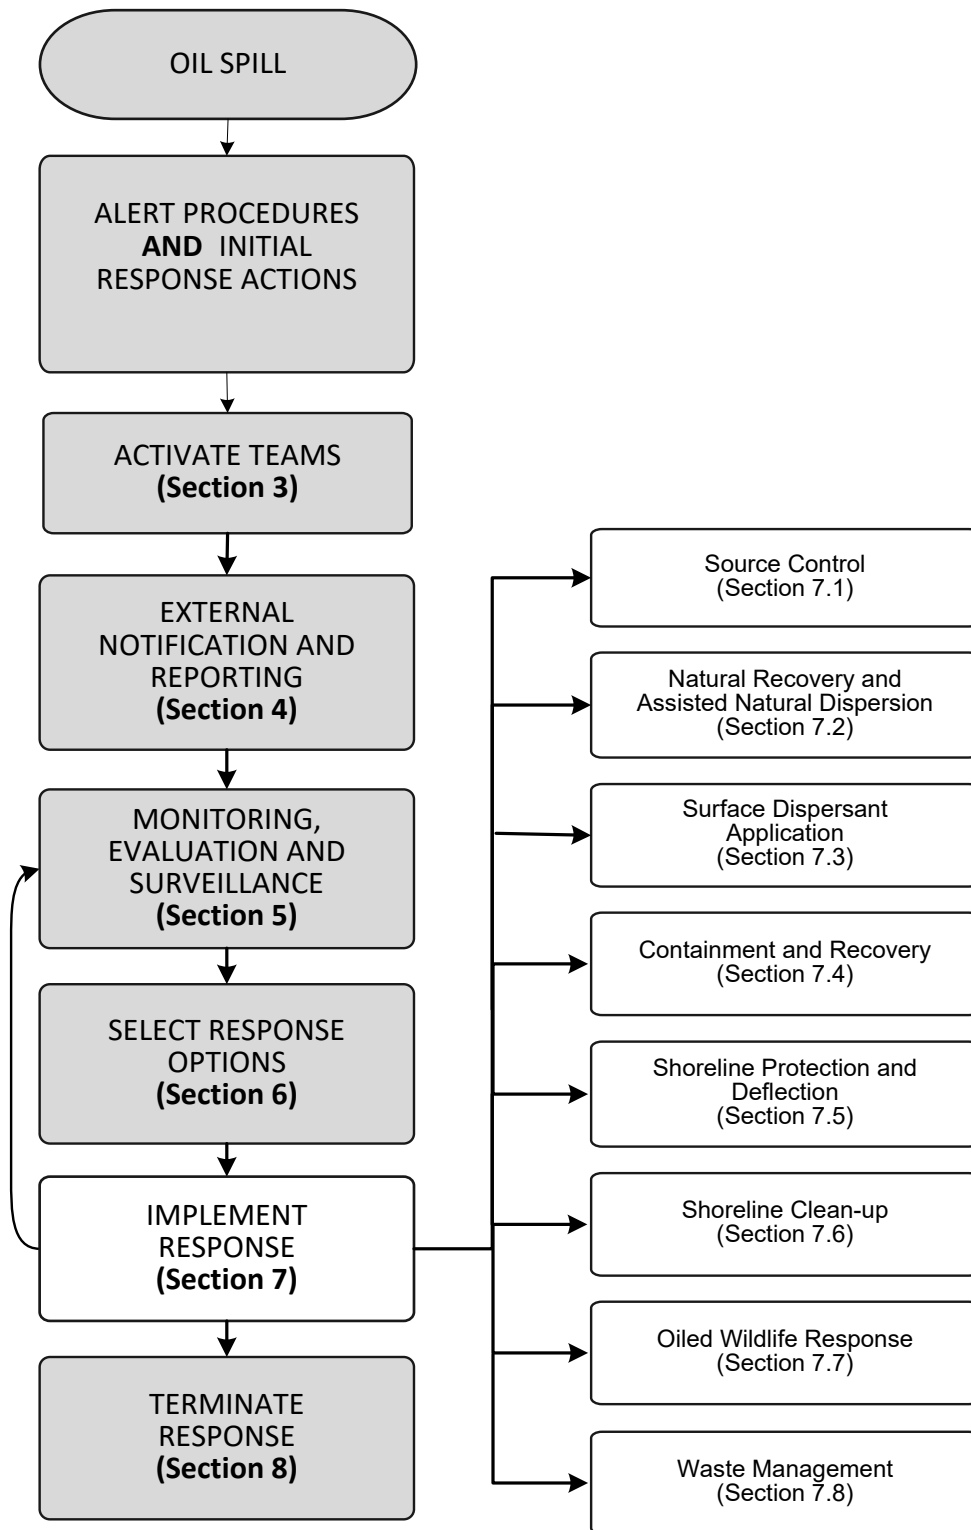 OIL SPILL
ALERT PROCEDURES
AND INITIAL
RESPONSE ACTIONS
ACTIVATE TEAMS
(Section 3)
EXTERNAL
NOTIFICATION AND
REPORTING
(Section 4)
MONITORING,
EVALUATION AND
SURVEILLANCE
(Section 5)
SELECT RESPONSE
OPTIONS
(Section 6)
IMPLEMENT
RESPONSE
(Section 7)
TERMINATE
RESPONSE
(Section 8)
Source Control
(Section 7.1)
Natural Recovery and
Assisted Natural Dispersion
(Section 7.2)
Surface Dispersant
Application
(Section 7.3)
Containment and Recovery
(Section 7.4)
Shoreline Protection and
Deflection
(Section 7.5)
Shoreline Clean-up
(Section 7.6)
Oiled Wildlife Response
(Section 7.7)
Waste Management
(Section 7.8)